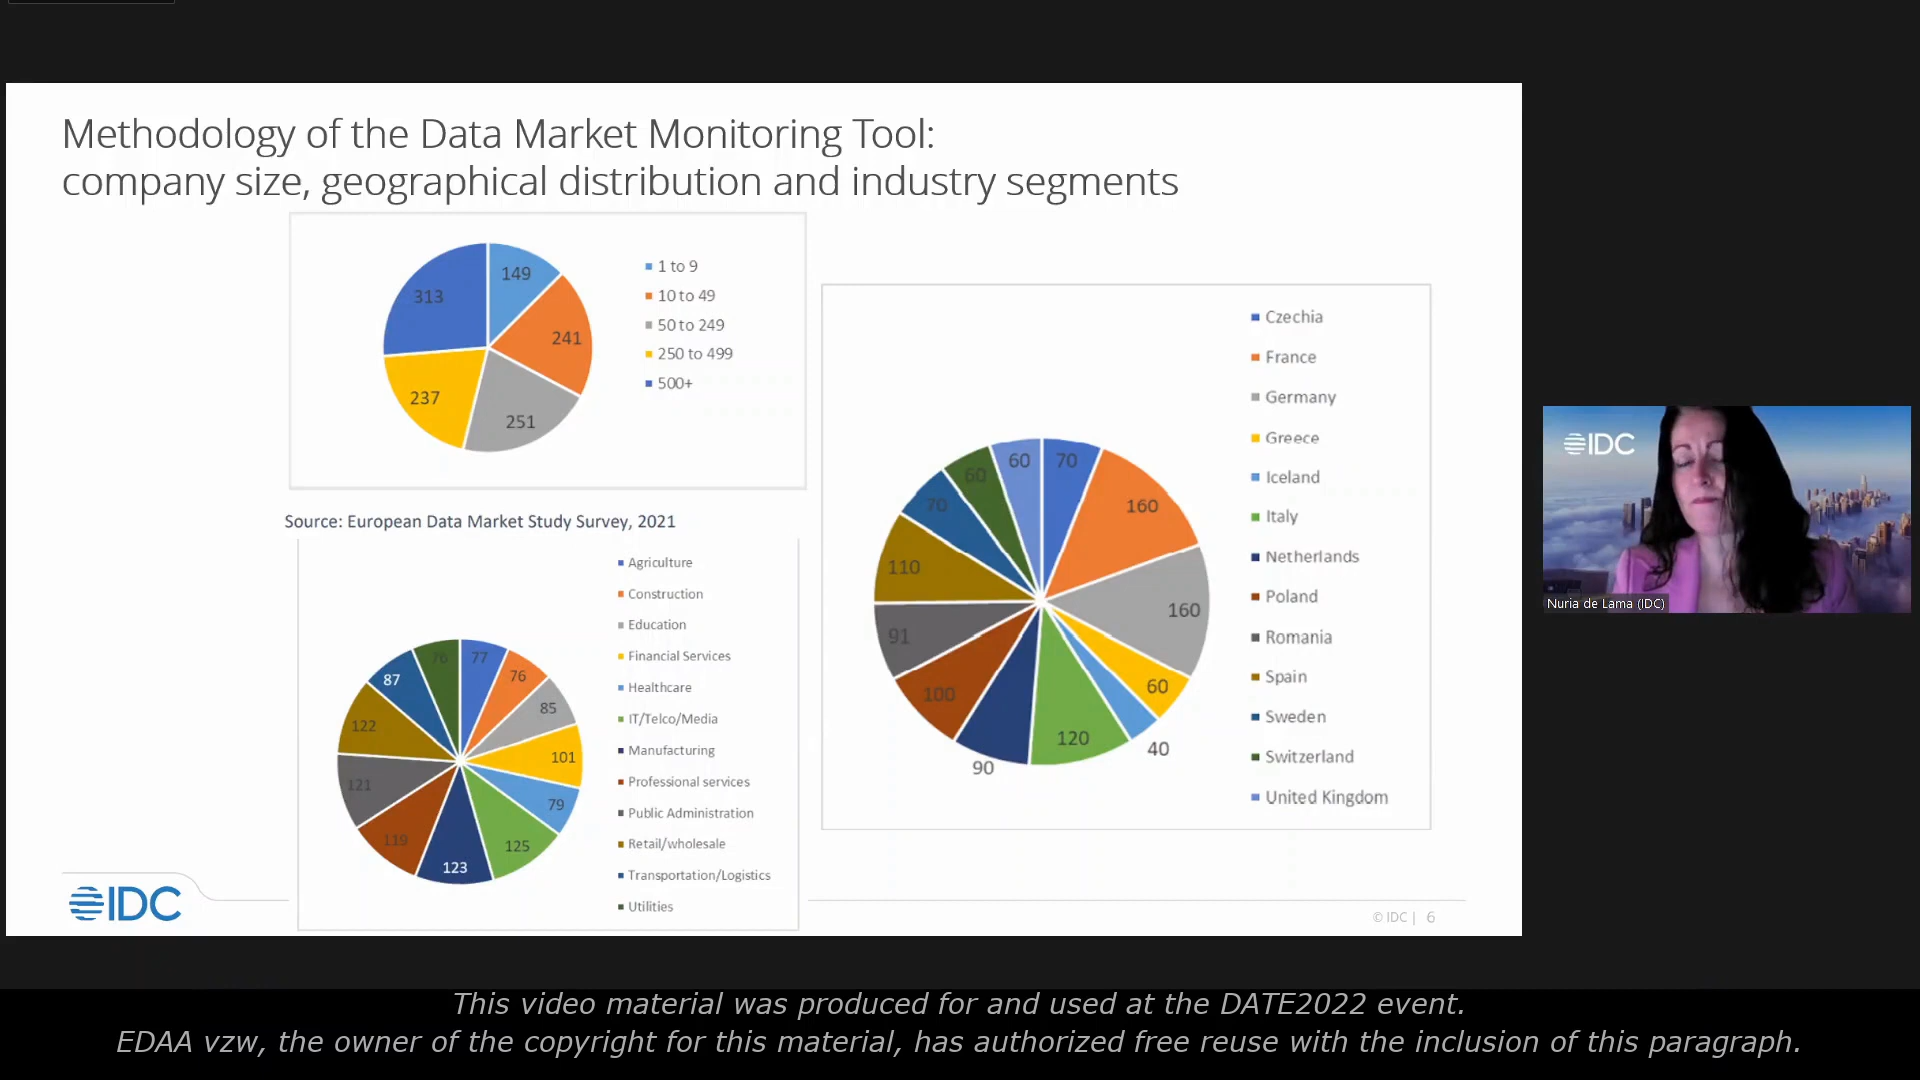 Methodology of the Data Market Monitoring Tool:
company size, geographical distribution and industry segments
149
241
251
237
313
1 to 9
10 to 49
50 to 249
250 to 499
500+
Source: European Data Market Study Survey, 2021
77
76
85
101
79
125
123
119
121
122
87
76
Agriculture
Construction
Education
Financial Services
Healthcare
IT/Telco/Media
Manufacturing
Professional services
Public Administration
Retail/wholesale
Transportation/Logistics
Utilities
70
160
160
60
40
120
90
100
91
110
70
60
60
Czechia
France
Germany
Greece
Iceland
Italy
Netherlands
Poland
Romania
Spain
Sweden
Switzerland
United Kingdom
IDC
© IDC | 6
IDC
Nuria de Lama (IDC)
This video material was produced for and used at the DATE2022 event.
EDAA vzw, the owner of the copyright for this material, has authorized free reuse with the inclusion of this paragraph.